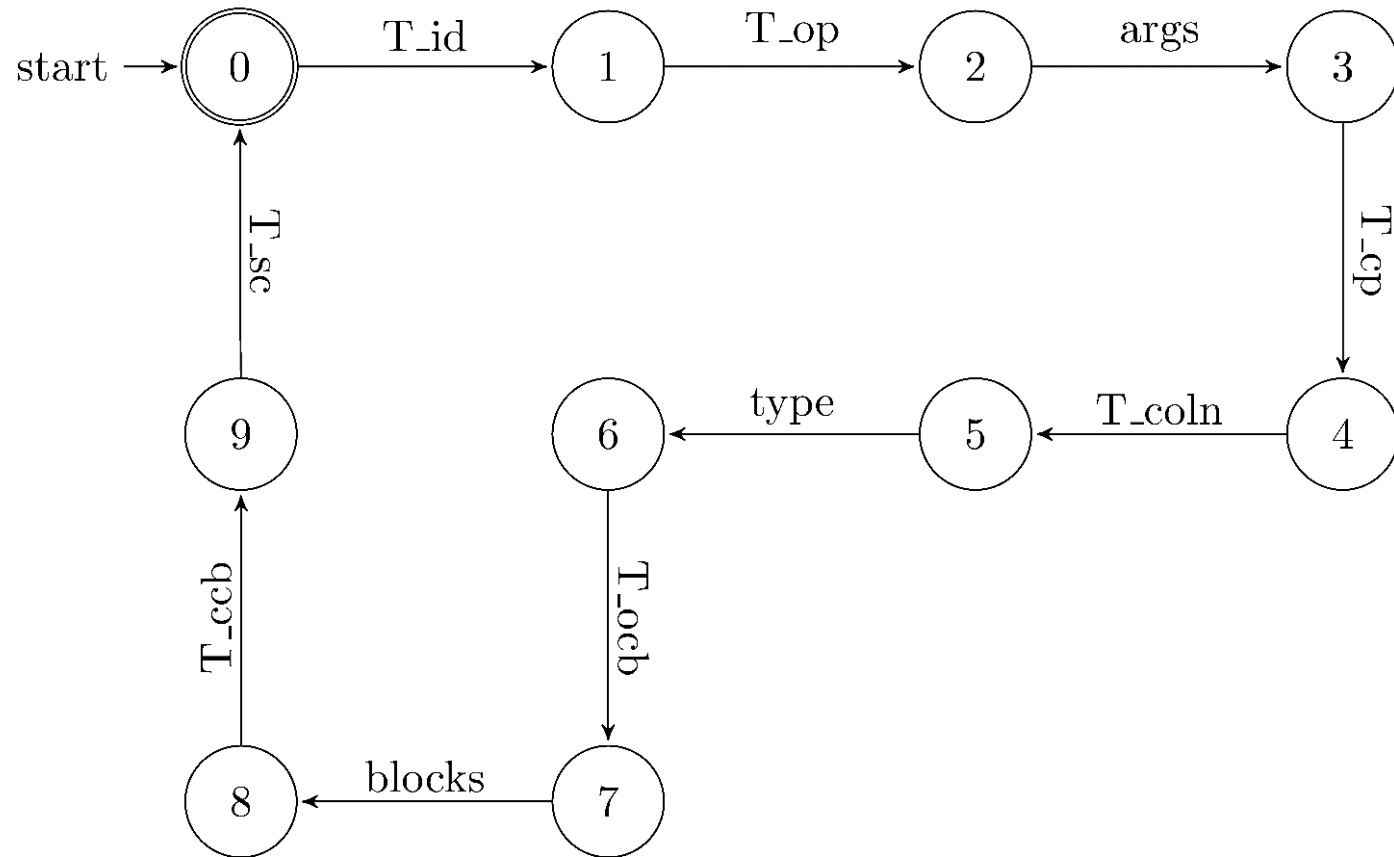 start 0 T_id 1 T_op 2 args 3
T_sc T_cp
9 6 type 5 T_coln 4
T_ccb T_ocb
8 blocks 7